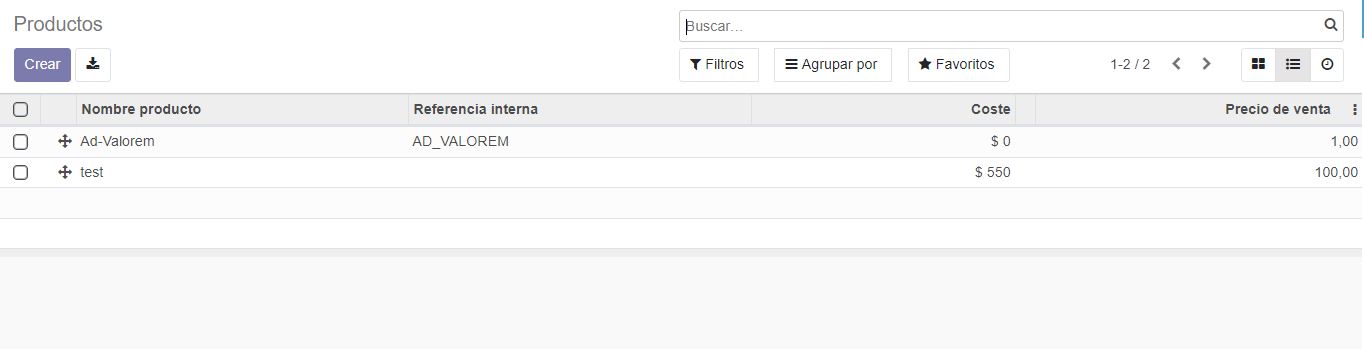 Productos
Buscar...
Crear
Filtros Agrupar por Favoritos 1-2 / 2
Nombre producto Referencia interna Coste Precio de venta
Ad-Valorem AD_VALOREM $ 0 1,00
test $ 550 100,00